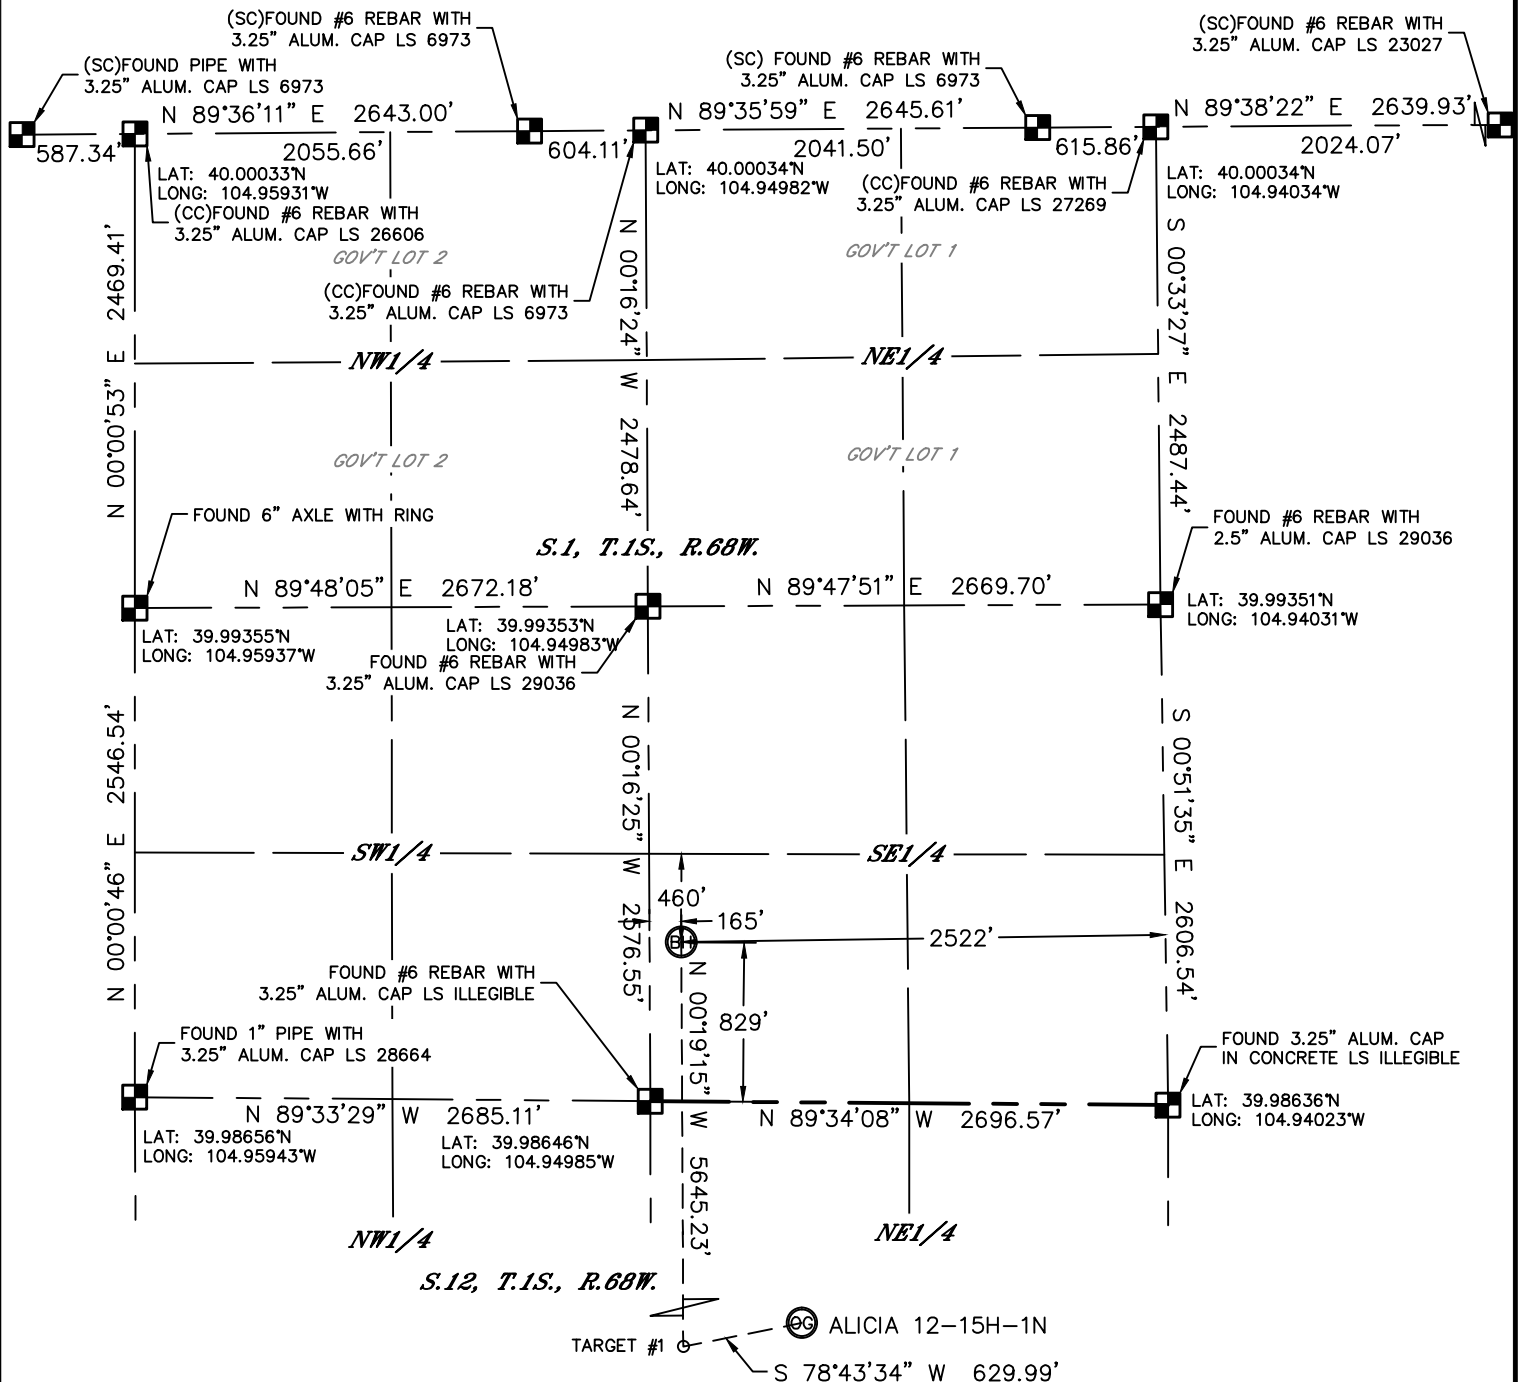 (SC)FOUND #6 REBAR WITH
3.25" ALUM. CAP LS 6973
(SC)FOUND #6 REBAR WITH
3.25" ALUM. CAP LS 23027
(SC)FOUND PIPE WITH
3.25" ALUM. CAP LS 6973
(SC) FOUND #6 REBAR WITH
3.25" ALUM. CAP LS 6973
N 89°36'11" E 2643.00'
N 89°35'59" E 2645.61'
N 89°38'22" E 2639.93'
587.34'
2055.66'
604.11'
2041.50'
615.86'
2024.07'
LAT: 40.00033°N
LONG: 104.95931°W
LAT: 40.00034°N
LONG: 104.94982°W
LAT: 40.00034°N
LONG: 104.94034°W
(CC)FOUND #6 REBAR WITH
3.25" ALUM. CAP LS 26606
(CC)FOUND #6 REBAR WITH
3.25" ALUM. CAP LS 27269
GOV'T LOT 2
GOV'T LOT 1
(CC)FOUND #6 REBAR WITH
3.25" ALUM. CAP LS 6973
N 00°00'53" E 2469.41'
N 00°16'24" W 2478.64'
S 00°33'27" E 2487.44'
NW1/4
NE1/4
GOV'T LOT 2
GOV'T LOT 1
FOUND 6" AXLE WITH RING
FOUND #6 REBAR WITH
2.5" ALUM. CAP LS 29036
S.1, T.1S., R.68W.
N 89°48'05" E 2672.18'
N 89°47'51" E 2669.70'
LAT: 39.99355°N
LONG: 104.95937°W
LAT: 39.99353°N
LONG: 104.94983°W
LAT: 39.99351°N
LONG: 104.94031°W
FOUND #6 REBAR WITH
3.25" ALUM. CAP LS 29036
N 00°00'46" E 2546.54'
N 00°16'25" W 2576.55'
S 00°51'35" E 2606.54'
SW1/4
SE1/4
460'
165'
BH
2522'
FOUND #6 REBAR WITH
3.25" ALUM. CAP LS ILLEGIBLE
829'
N 00°19'15" W 5645.23'
FOUND 1" PIPE WITH
3.25" ALUM. CAP LS 28664
FOUND 3.25" ALUM. CAP
IN CONCRETE LS ILLEGIBLE
N 89°33'29" W 2685.11'
N 89°34'08" W 2696.57'
LAT: 39.98656°N
LONG: 104.95943°W
LAT: 39.98646°N
LONG: 104.94985°W
LAT: 39.98636°N
LONG: 104.94023°W
NW1/4
NE1/4
S.12, T.1S., R.68W.
OG ALICIA 12-15H-1N
TARGET #1
S 78°43'34" W 629.99'